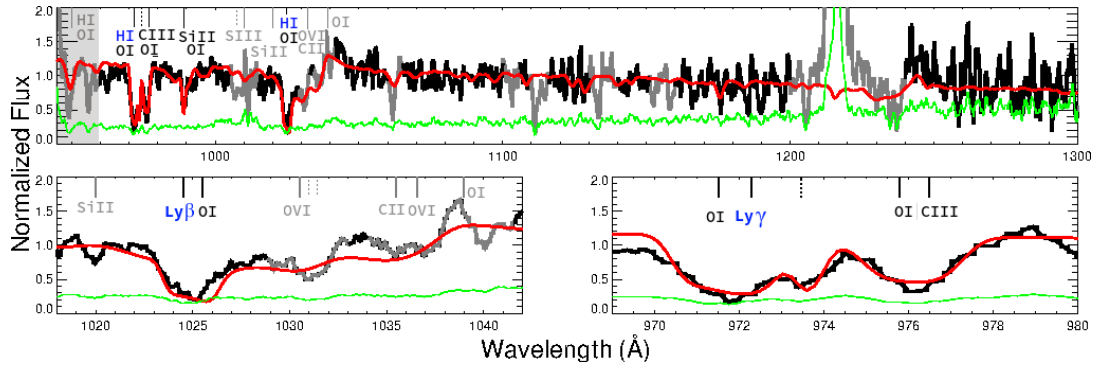 Normalized Flux
2.0
1.5
1.0
0.5
0.0
HI
OI
HI
OI
CIII
OI
SiII
OI
SiII
SiII
HI
OI
OVI
CII
OI
1000
1100
1200
1300
2.0
1.5
1.0
0.5
0.0
SiII
Lyβ
OI
OVI
CII
OVI
OI
1020
1025
1030
1035
1040
2.0
1.5
1.0
0.5
0.0
OI
Lyγ
OI
CIII
970
972
974
976
978
980
Wavelength (Å)